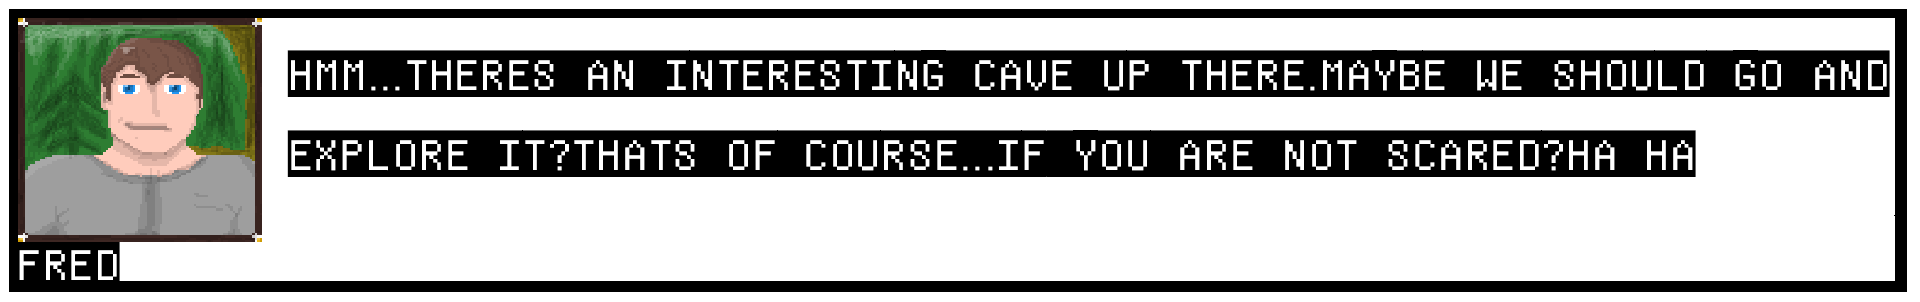 HMM...THERES AN INTERESTING CAVE UP THERE.MAYBE WE SHOULD GO AND
EXPLORE IT?THATS OF COURSE...IF YOU ARE NOT SCARED?HA HA
FRED